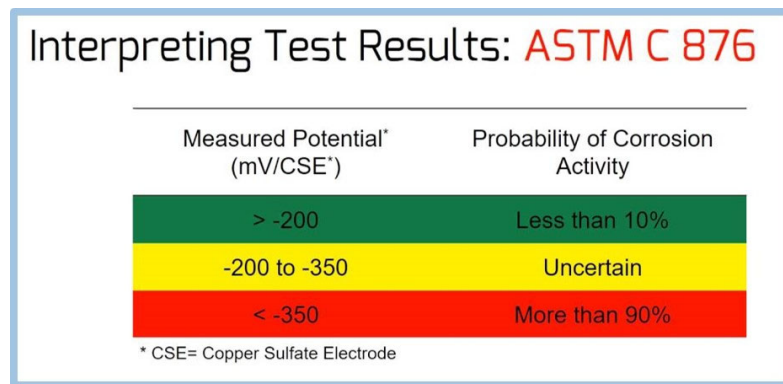 Interpreting Test Results: ASTM C 876
Measured Potential* Probability of Corrosion
(mV/CSE*) Activity
> -200 Less than 10%
-200 to -350 Uncertain
< -350 More than 90%
* CSE= Copper Sulfate Electrode